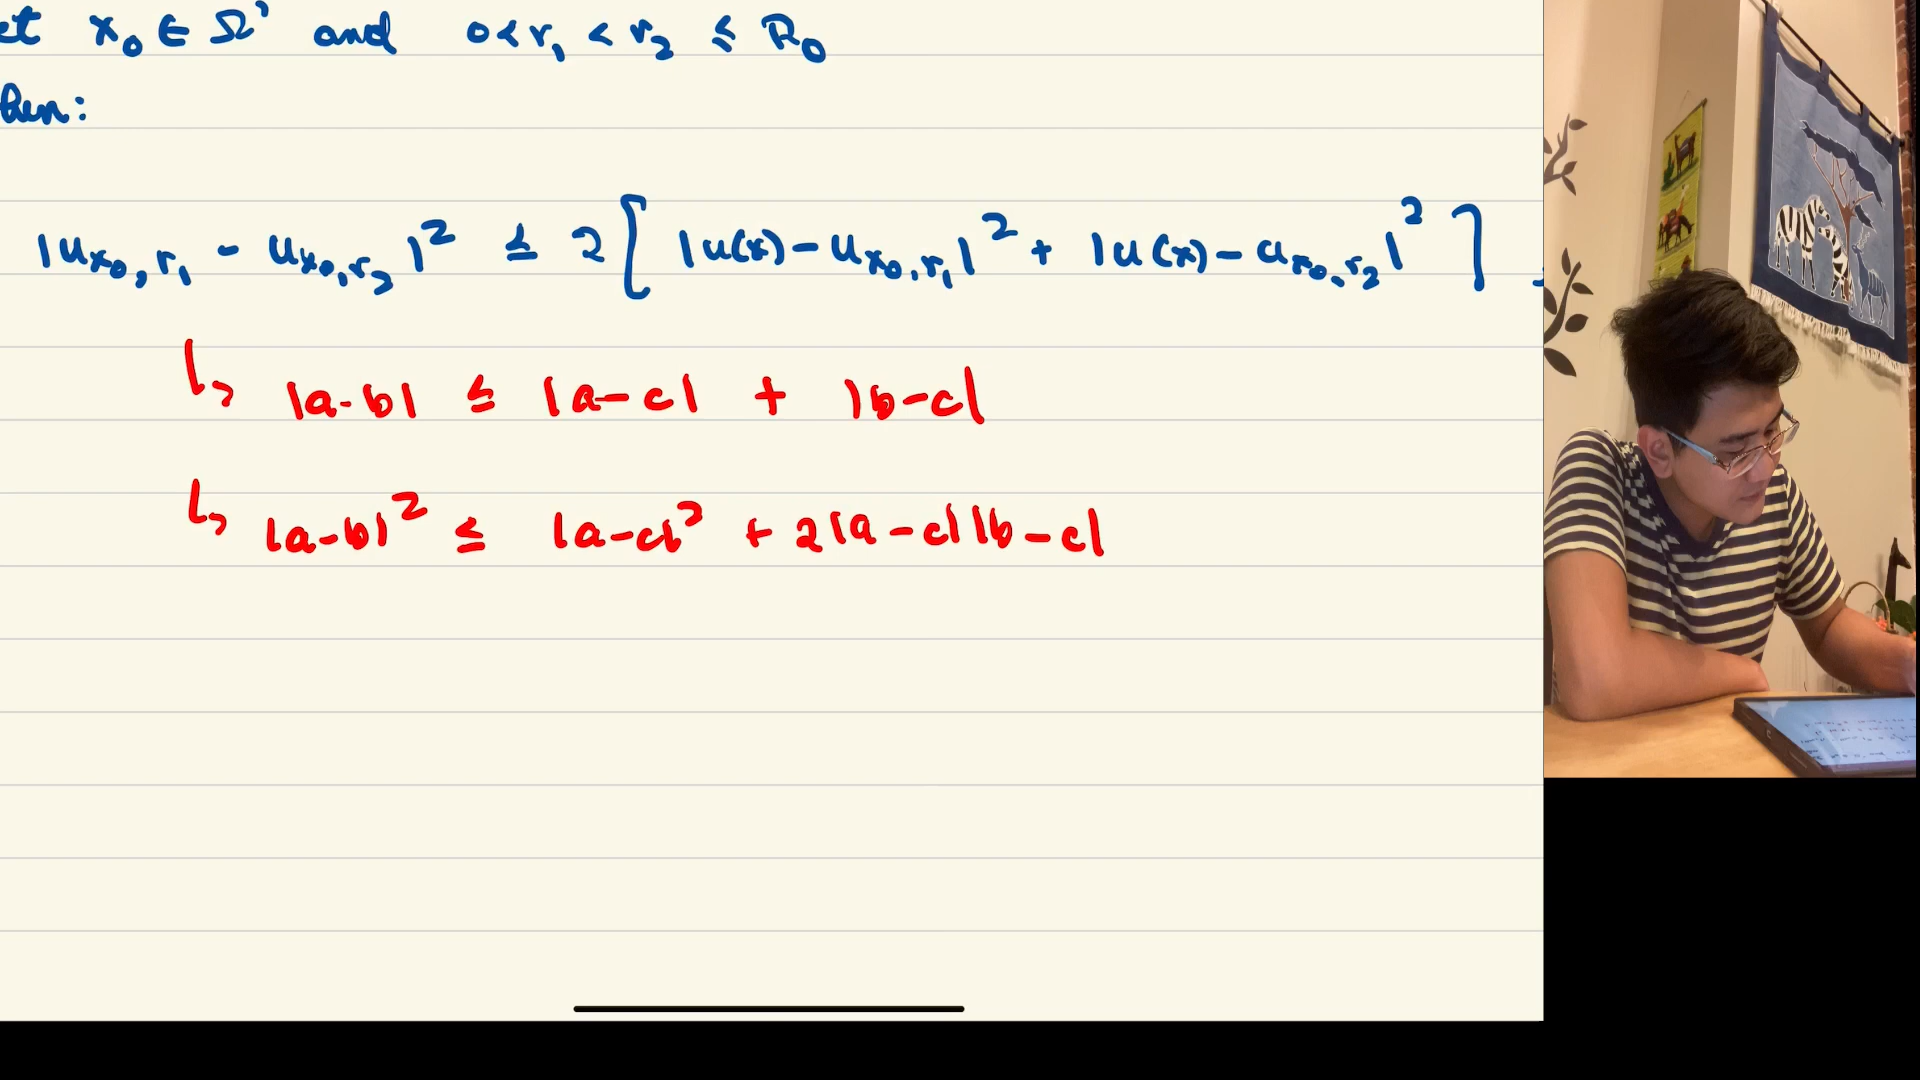 et x₀ ∈ Ω' and 0 < r₁ < r₂ ≤ R₀
hen:
|u_{x₀,r₁} - u_{x₀,r₂}|² ≤ 2[ |u(x) - u_{x₀,r₁}|² + |u(x) - u_{x₀,r₂}|² ]
↳ |a-b| ≤ |a-c| + |b-c|
↳ |a-b|² ≤ |a-c|² + 2|a-c||b-c|